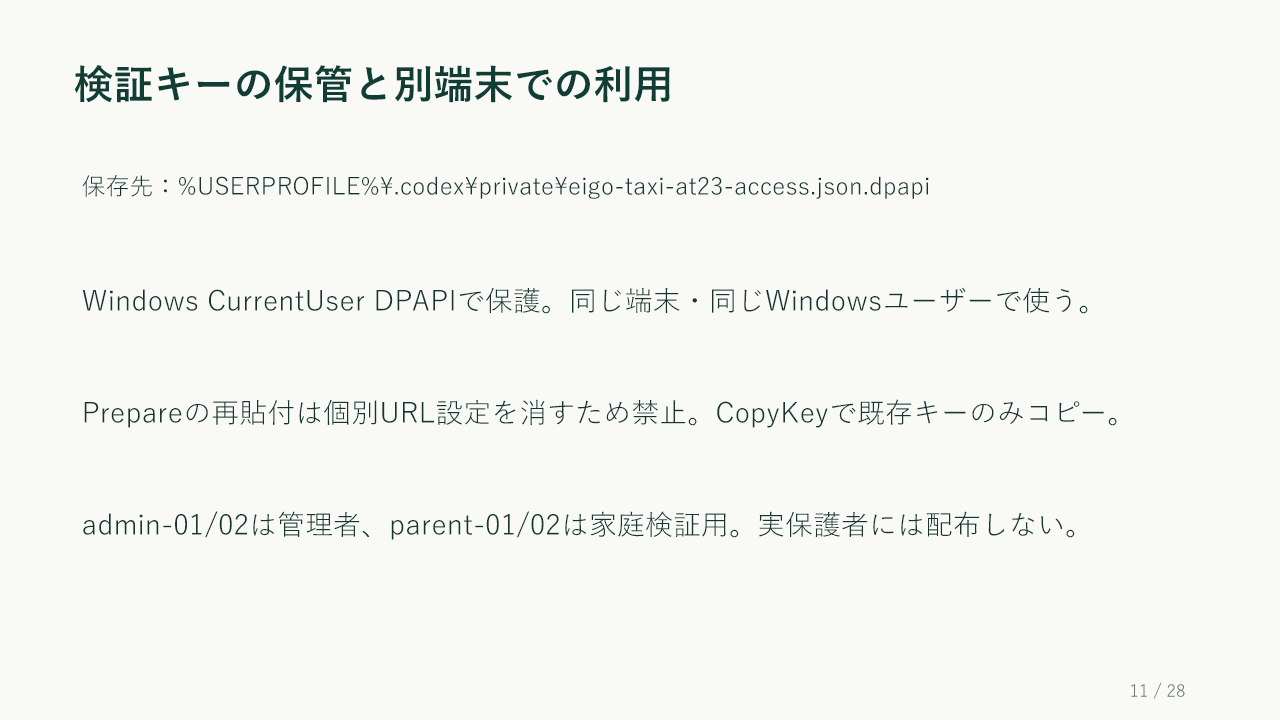 検証キーの保管と別端末での利用
保存先：%USERPROFILE%¥.codex¥private¥eigo-taxi-at23-access.json.dpapi
Windows CurrentUser DPAPIで保護。同じ端末・同じWindowsユーザーで使う。
Prepareの再貼付は個別URL設定を消すため禁止。CopyKeyで既存キーのみコピー。
admin-01/02は管理者、parent-01/02は家庭検証用。実保護者には配布しない。
11 / 28